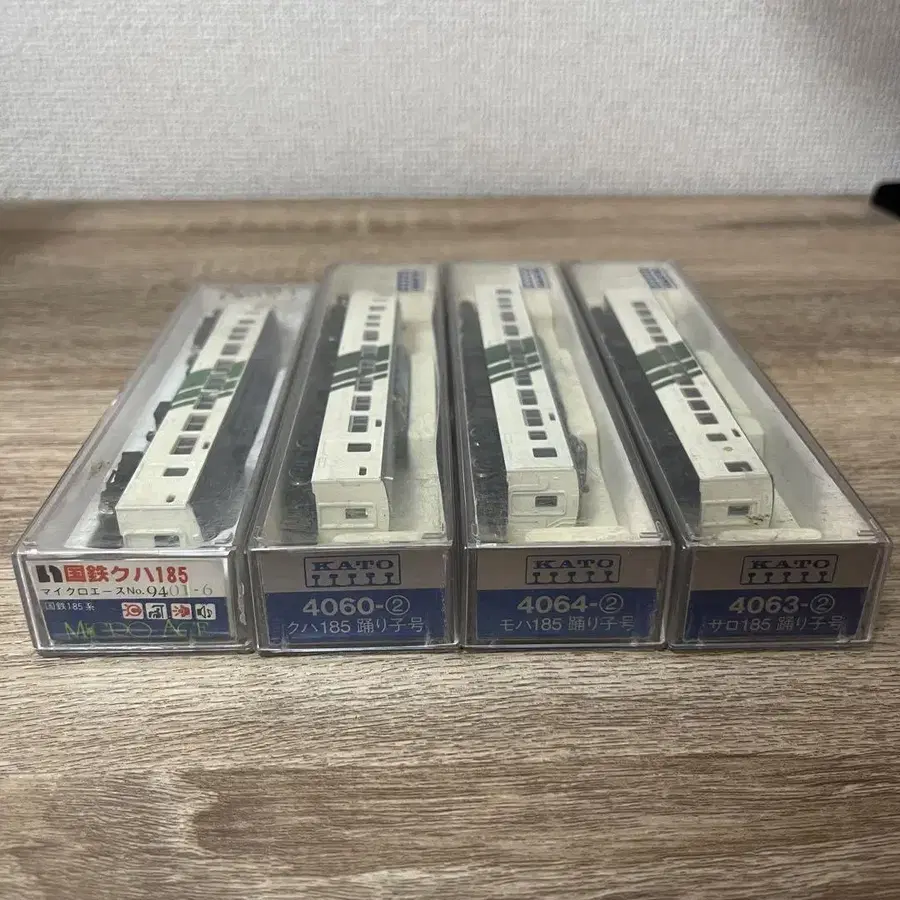 国鉄クハ185
マイクロエースNo.9401-6
国鉄185系
MICRO ACE
KATO
4060-②
クハ185 踊り子号
KATO
4064-②
モハ185 踊り子号
KATO
4063-②
サロ185 踊り子号